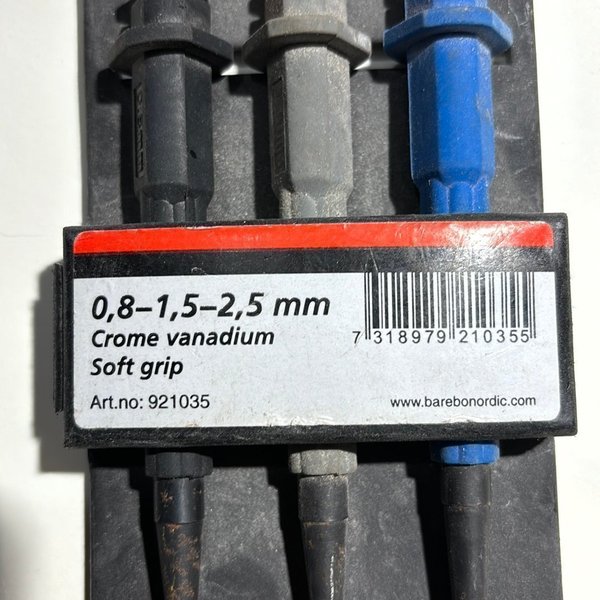 0,8–1,5–2,5 mm
Crome vanadium
Soft grip
Art.no: 921035
7 318979 210355
www.barebonordic.com